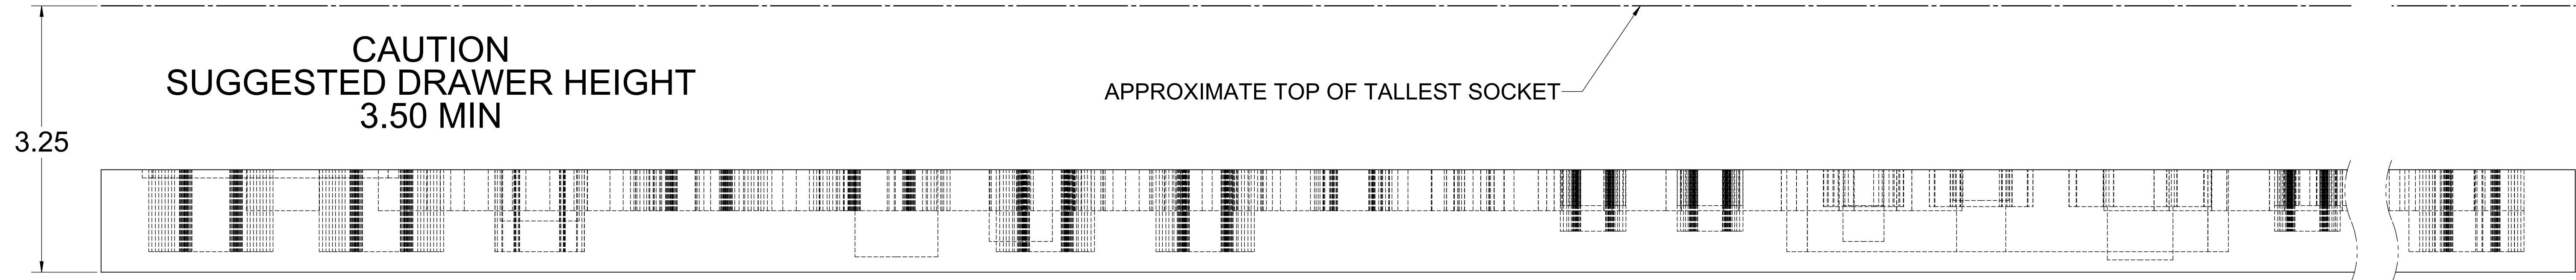 CAUTION
SUGGESTED DRAWER HEIGHT
3.50 MIN
APPROXIMATE TOP OF TALLEST SOCKET
3.25